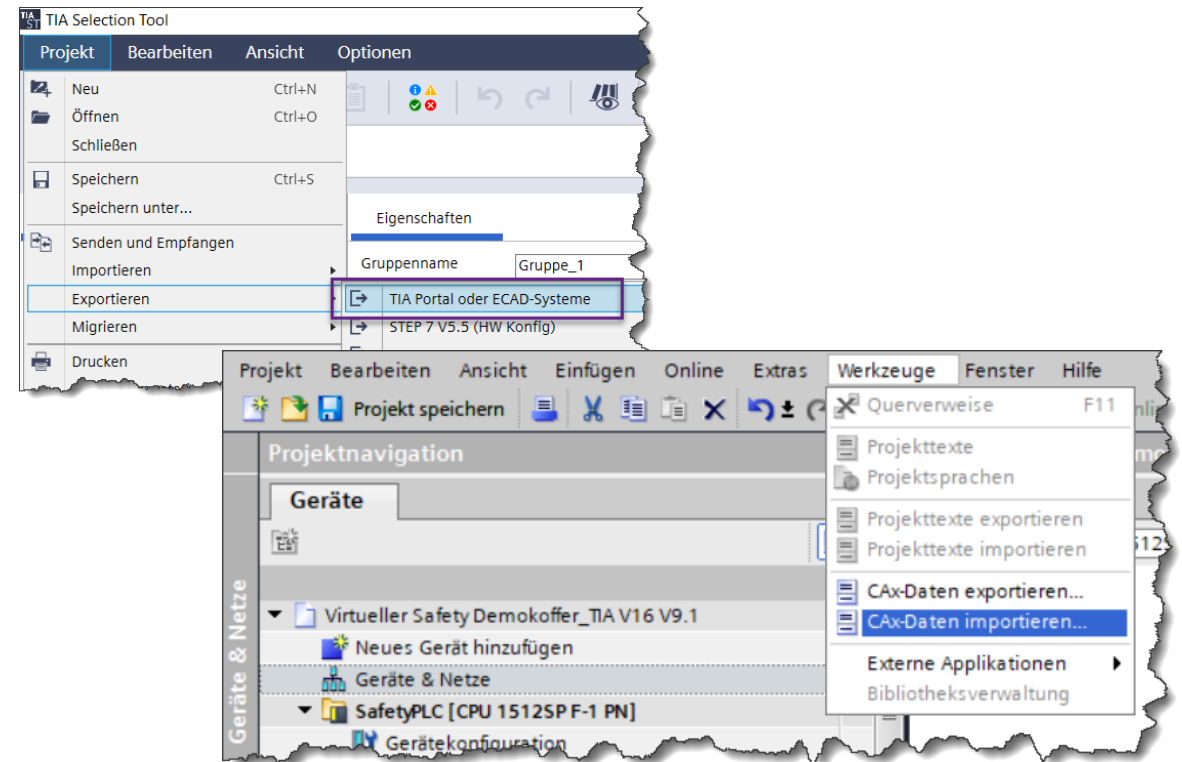 TIA ST TIA Selection Tool
Projekt Bearbeiten Ansicht Optionen
Neu Ctrl+N
Öffnen Ctrl+O
Schließen
Speichern Ctrl+S
Speichern unter...
Eigenschaften
Senden und Empfangen
Gruppenname Gruppe_1
Importieren
Exportieren
TIA Portal oder ECAD-Systeme
Migrieren
STEP 7 V5.5 (HW Konfig)
Drucken
Projekt Bearbeiten Ansicht Einfügen Online Extras Werkzeuge Fenster Hilfe
Projekt speichern
Querverweise F11
Projekttexte
Projektsprachen
Projekttexte exportieren
Projekttexte importieren
CAx-Daten exportieren...
CAx-Daten importieren...
Externe Applikationen
Bibliotheksverwaltung
Projektnavigation
Geräte
Geräte & Netze
Virtueller Safety Demokoffer_TIA V16 V9.1
Neues Gerät hinzufügen
Geräte & Netze
SafetyPLC [CPU 1512SP F-1 PN]
Gerätekonfiguration